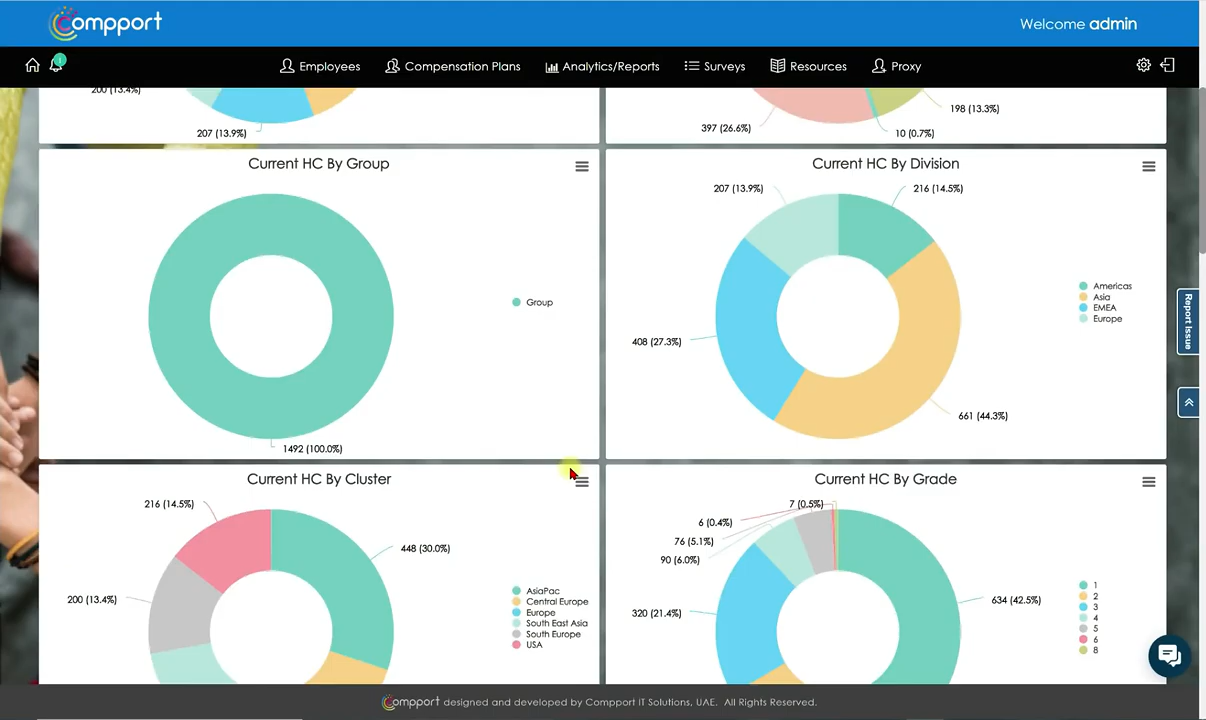 Compport
Welcome admin
1
Employees
Compensation Plans
Analytics/Reports
Surveys
Resources
Proxy
200 (13.4%)
207 (13.9%)
397 (26.6%)
198 (13.3%)
10 (0.7%)
Current HC By Group
Group
1492 (100.0%)
Current HC By Division
207 (13.9%)
216 (14.5%)
408 (27.3%)
661 (44.3%)
Americas
Asia
EMEA
Europe
Report Issue
Current HC By Cluster
216 (14.5%)
448 (30.0%)
200 (13.4%)
AsiaPac
Central Europe
Europe
South East Asia
South Europe
USA
Current HC By Grade
7 (0.5%)
6 (0.4%)
76 (5.1%)
90 (6.0%)
320 (21.4%)
634 (42.5%)
1
2
3
4
5
6
8
Compport designed and developed by Compport IT Solutions, UAE. All Rights Reserved.